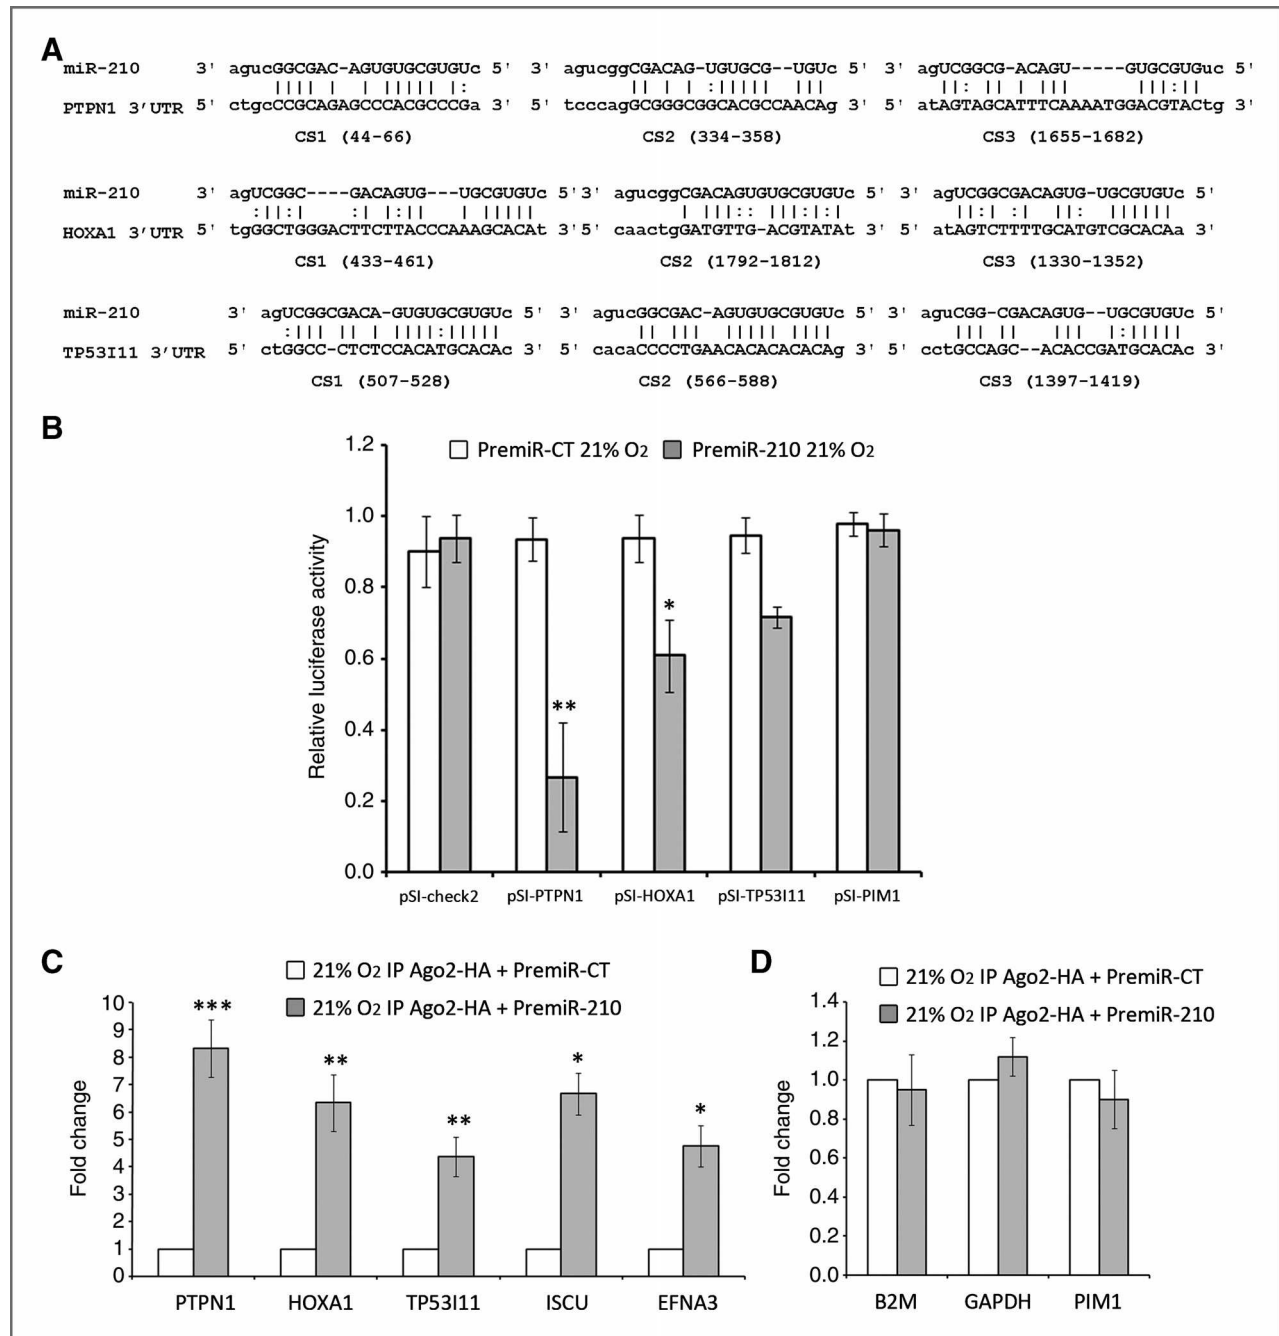 A
miR-210 3' agucGGCGAC-AGUGUGCGUGUc 5' 3' agucggCGACAG-UGUGCG--UGUc 5' 3' agUCGGCG-ACAGU-----GUGCGUGuc 5'
PTPN1 3'UTR 5' ctgcCCGCAGAGCCCACGCCCGa 3' 5' tcccagGCGGGCGGCACGCCAACAg 3' 5' atAGTAGCATTTCAAAATGGACGTACtg 3'
CS1 (44-66) CS2 (334-358) CS3 (1655-1682)
miR-210 3' agUCGGC----GACAGUG---UGCGUGUc 5' 3' agucggCGACAGUGUGCGUGUc 5' 3' agUCGGCGACAGUG-UGCGUGUc 5'
HOXA1 3'UTR 5' tgGGCTGGGACTTCTTACCCAAAGCACAt 3' 5' caactgGATGTTG-ACGTATAt 3' 5' atAGTCTTTTGCATGTCGCACAa 3'
CS1 (433-461) CS2 (1792-1812) CS3 (1330-1352)
miR-210 3' agUCGGCGACA-GUGUGCGUGUc 5' 3' agucGGCGAC-AGUGUGCGUGUc 5' 3' aguCGG-CGACAGUG--UGCGUGUc 5'
TP53I11 3'UTR 5' ctGGCC-CTCTCCACATGCACAc 3' 5' cacaCCCCTGAACACACACACAg 3' 5' cctGCCAGC--ACACCGATGCACAc 3'
CS1 (507-528) CS2 (566-588) CS3 (1397-1419)
B
PremiR-CT 21% O2 PremiR-210 21% O2
Relative luciferase activity
1.2
1.0
0.8
0.6
0.4
0.2
0.0
**
*
pSI-check2 pSI-PTPN1 pSI-HOXA1 pSI-TP53I11 pSI-PIM1
C
21% O2 IP Ago2-HA + PremiR-CT
21% O2 IP Ago2-HA + PremiR-210
Fold change
10
9
8
7
6
5
4
3
2
1
0
*** ** ** * *
PTPN1 HOXA1 TP53I11 ISCU EFNA3
D
21% O2 IP Ago2-HA + PremiR-CT
21% O2 IP Ago2-HA + PremiR-210
Fold change
1.4
1.2
1.0
0.8
0.6
0.4
0.2
0.0
B2M GAPDH PIM1